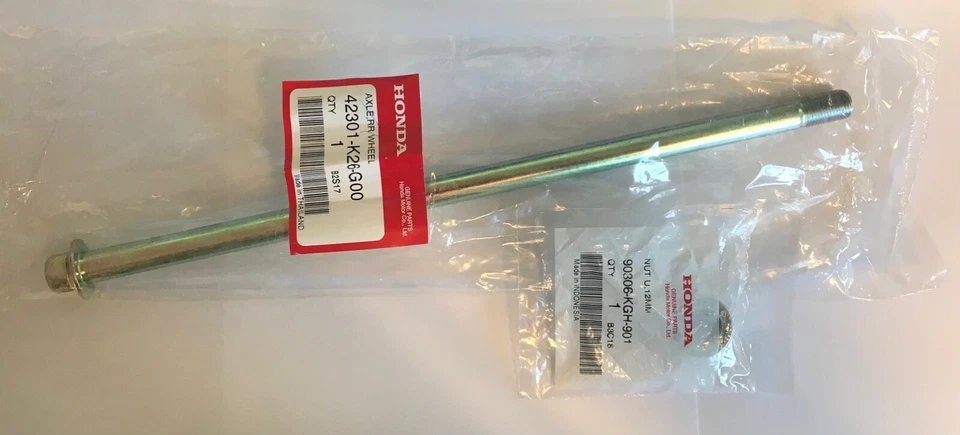 HONDA
GENUINE PARTS
Honda Motor Co., Ltd.
AXLE,RR WHEEL
42301-K26-G00
QTY 1 B2S17
Made in THAILAND
HONDA
GENUINE PARTS
Honda Motor Co., Ltd.
NUT U,12MM
90306-KGH-901
QTY 1 BJC18
Made in INDONESIA